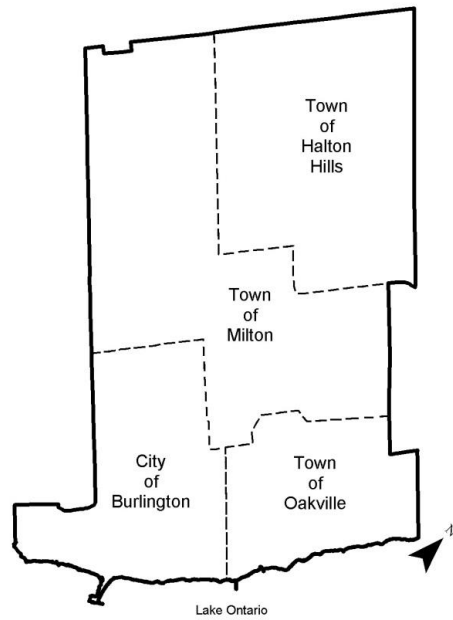 Town
of
Halton
Hills
Town
of
Milton
City
of
Burlington
Town
of
Oakville
Lake Ontario